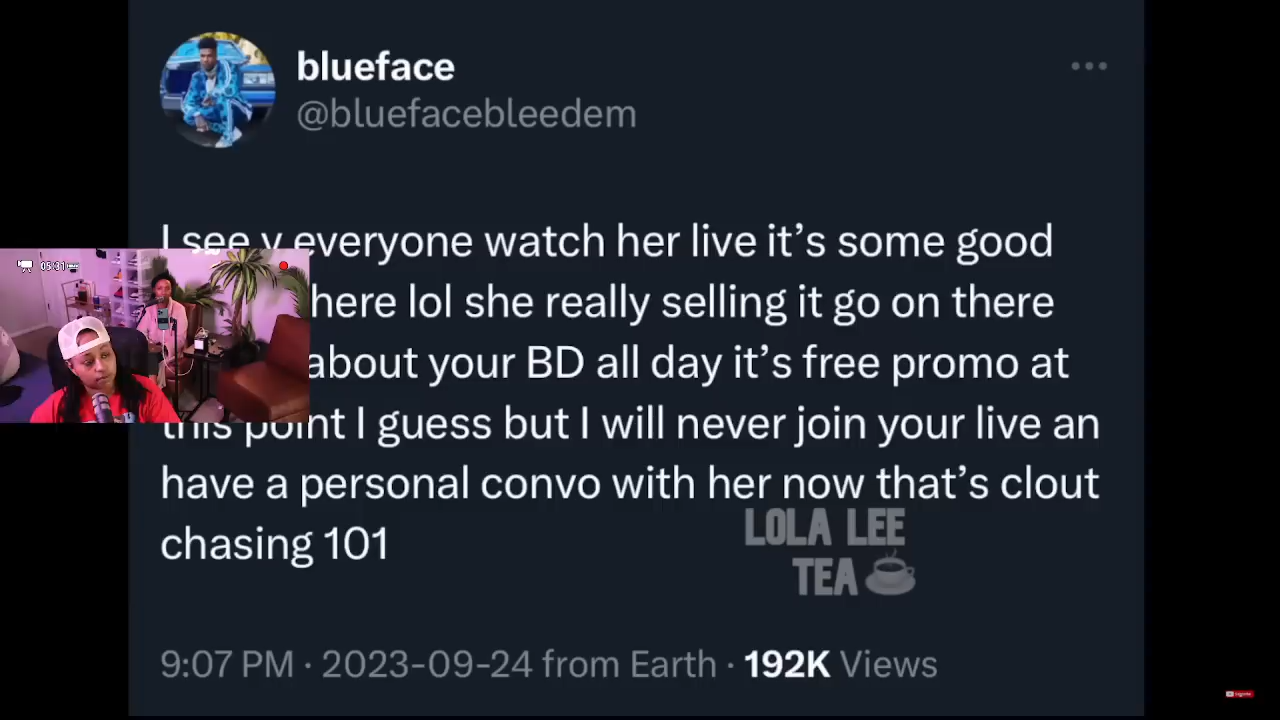 blueface
@bluefacebleedem
I see y everyone watch her live it's some good
here lol she really selling it go on there
about your BD all day it's free promo at
this point I guess but I will never join your live an
have a personal convo with her now that's clout
chasing 101
LOLA LEE
TEA
9:07 PM · 2023-09-24 from Earth · 192K Views
05:31